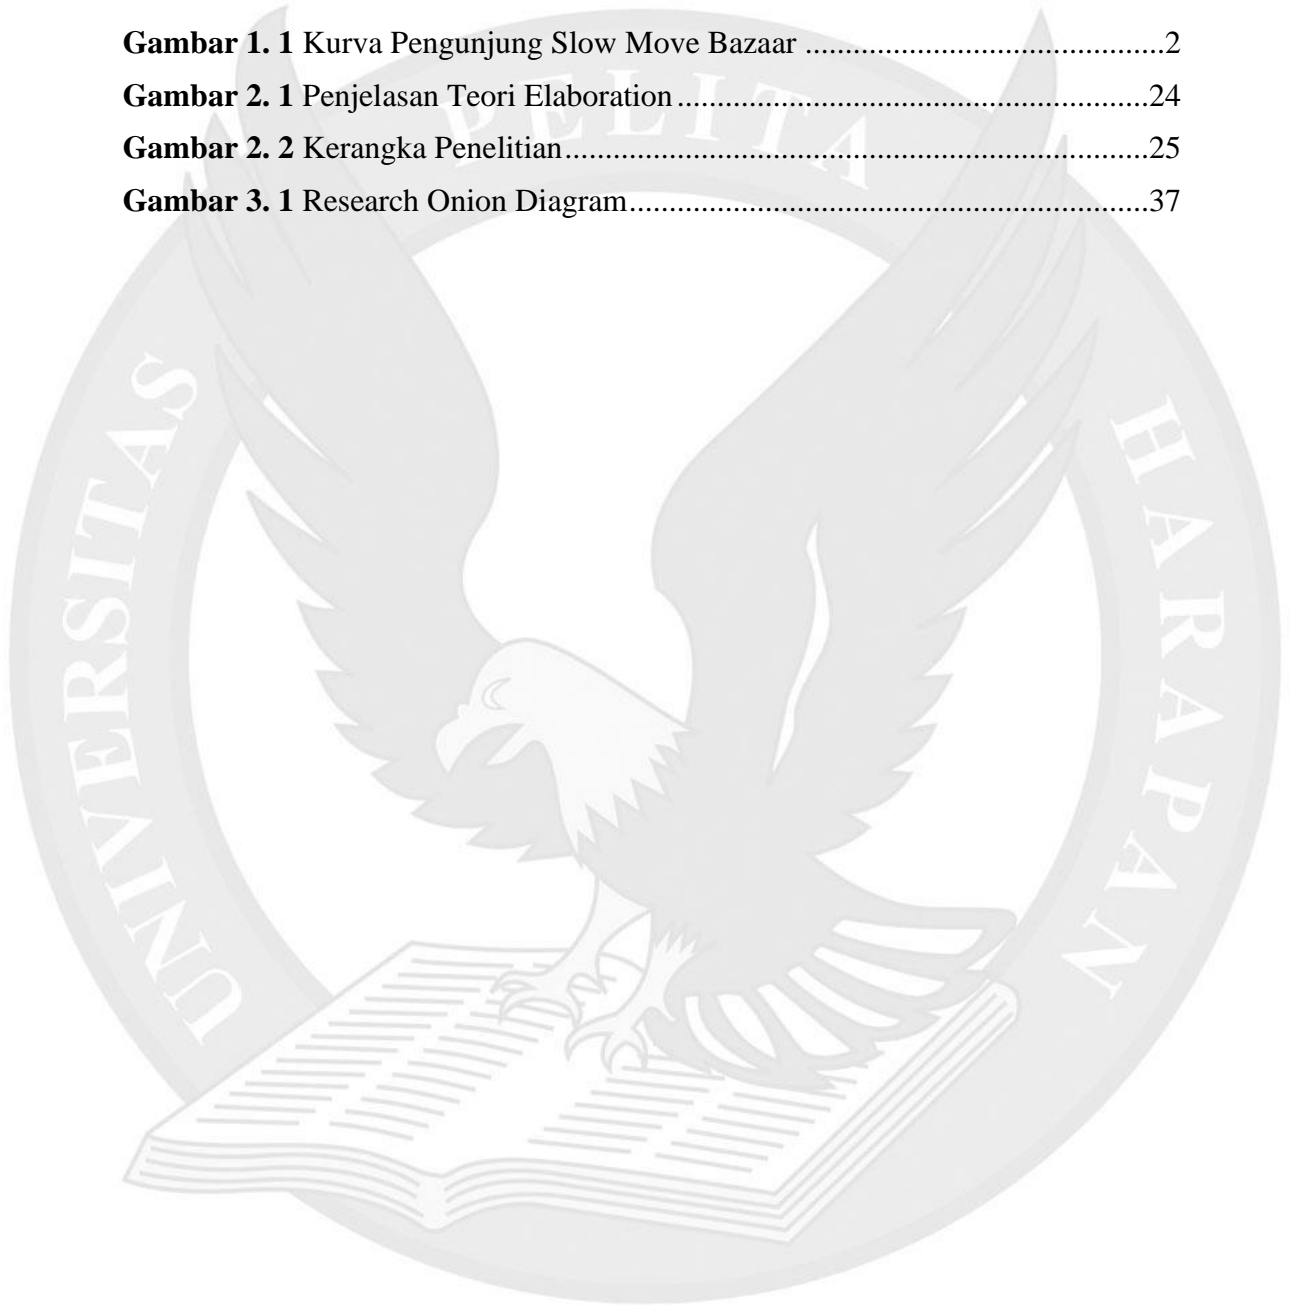 Gambar 1. 1 Kurva Pengunjung Slow Move Bazaar ......................................2
Gambar 2. 1 Penjelasan Teori Elaboration..................................................24
Gambar 2. 2 Kerangka Penelitian..............................................................25
Gambar 3. 1 Research Onion Diagram.......................................................37
UNIVERSITAS PELITA HARAPAN